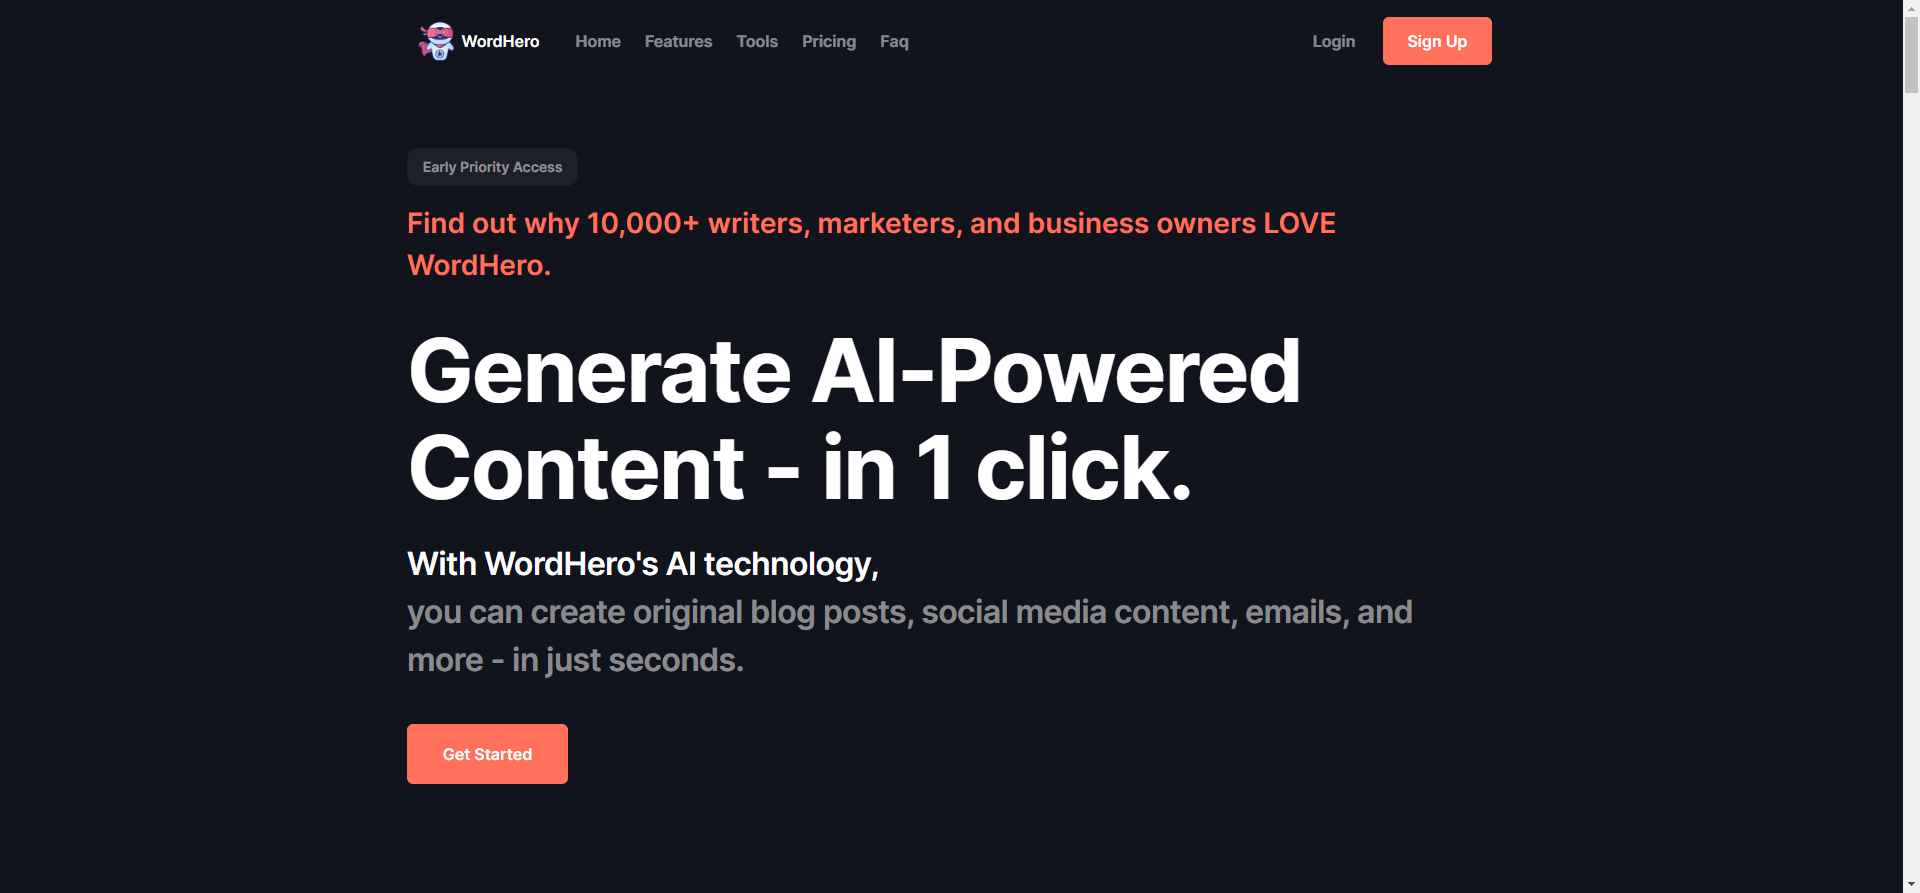 WordHero Home Features Tools Pricing Faq Login Sign Up
Early Priority Access
Find out why 10,000+ writers, marketers, and business owners LOVE
WordHero.
Generate AI-Powered
Content - in 1 click.
With WordHero's AI technology,
you can create original blog posts, social media content, emails, and
more - in just seconds.
Get Started